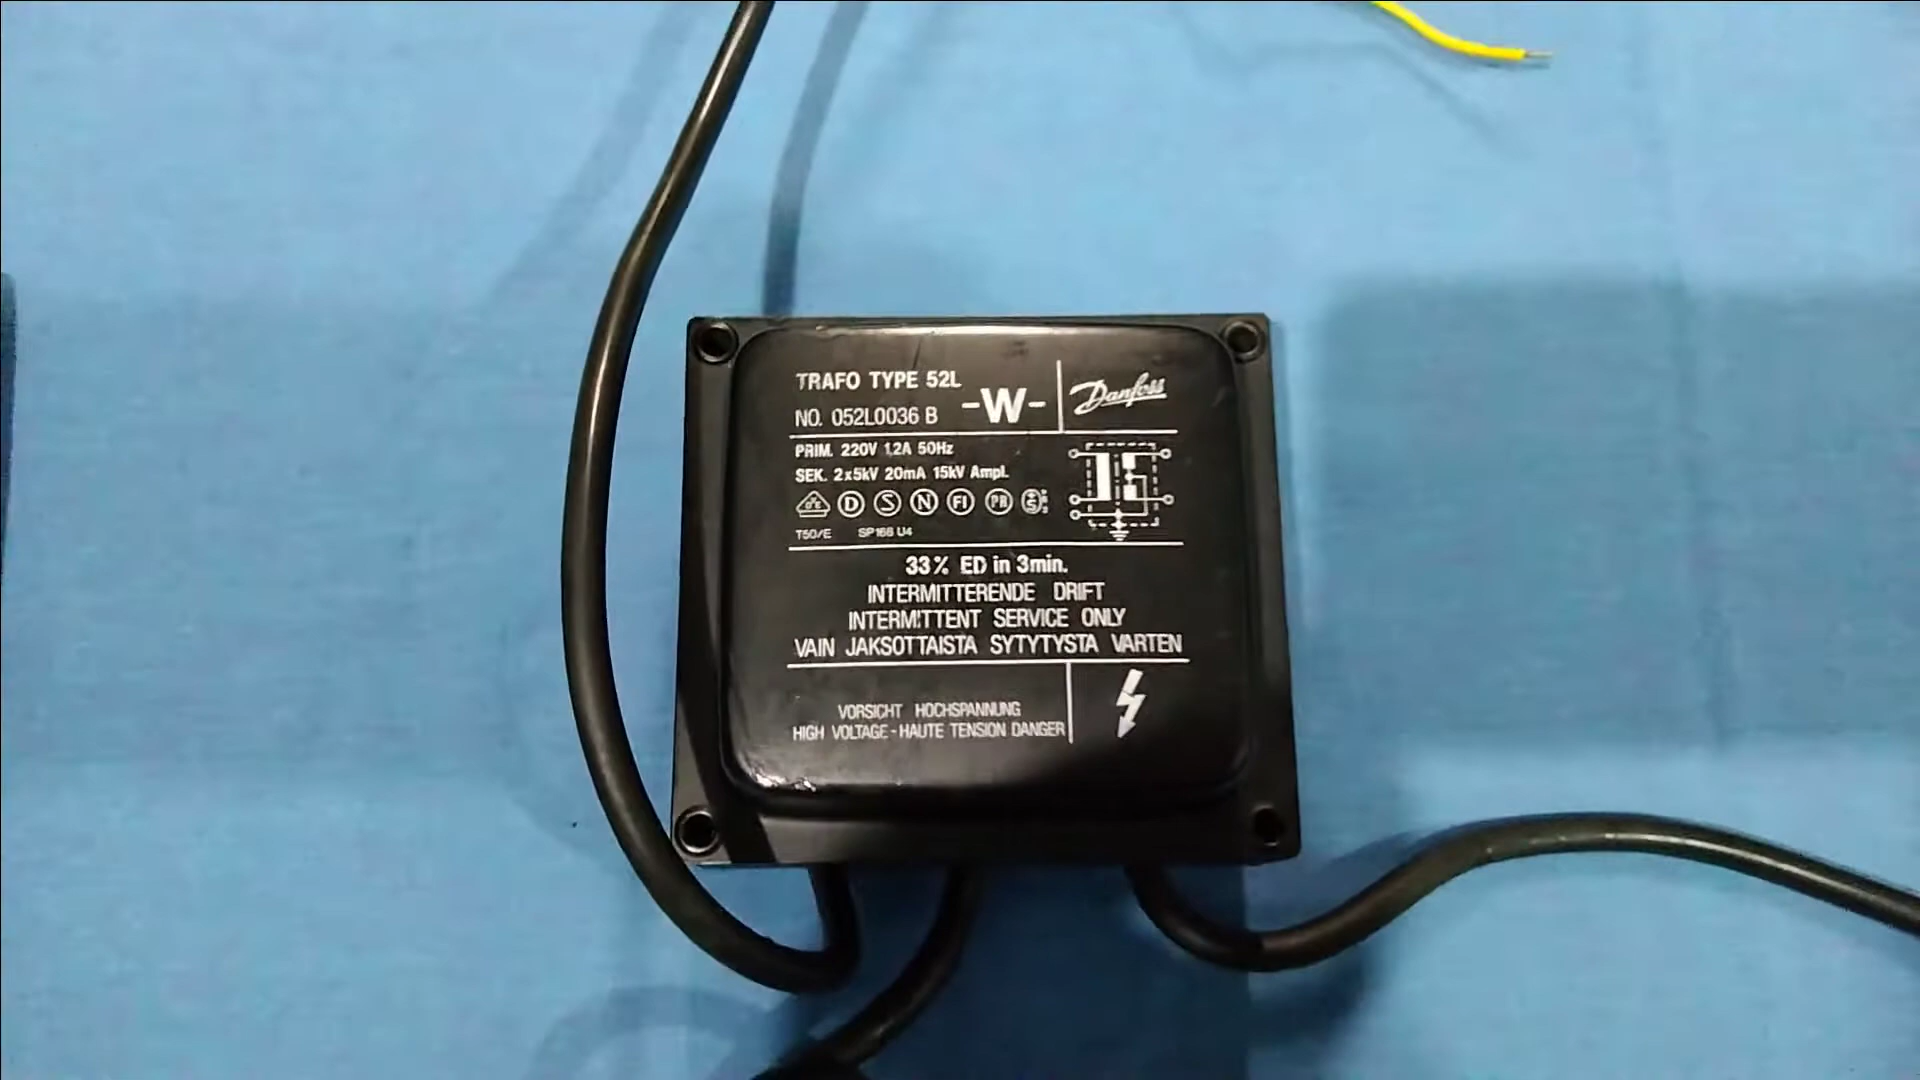 TRAFO TYPE 52L
NO. 052L0036 B
-W-
Danfoss
PRIM. 220V 1,2A 50Hz
SEK. 2x5kV 20mA 15kV Ampl.
D S N FI
T50/E SP168 U4
33% ED in 3min.
INTERMITTERENDE DRIFT
INTERMITTENT SERVICE ONLY
VAIN JAKSOTTAISTA SYTYTYSTA VARTEN
VORSICHT HOCHSPANNUNG
HIGH VOLTAGE - HAUTE TENSION DANGER